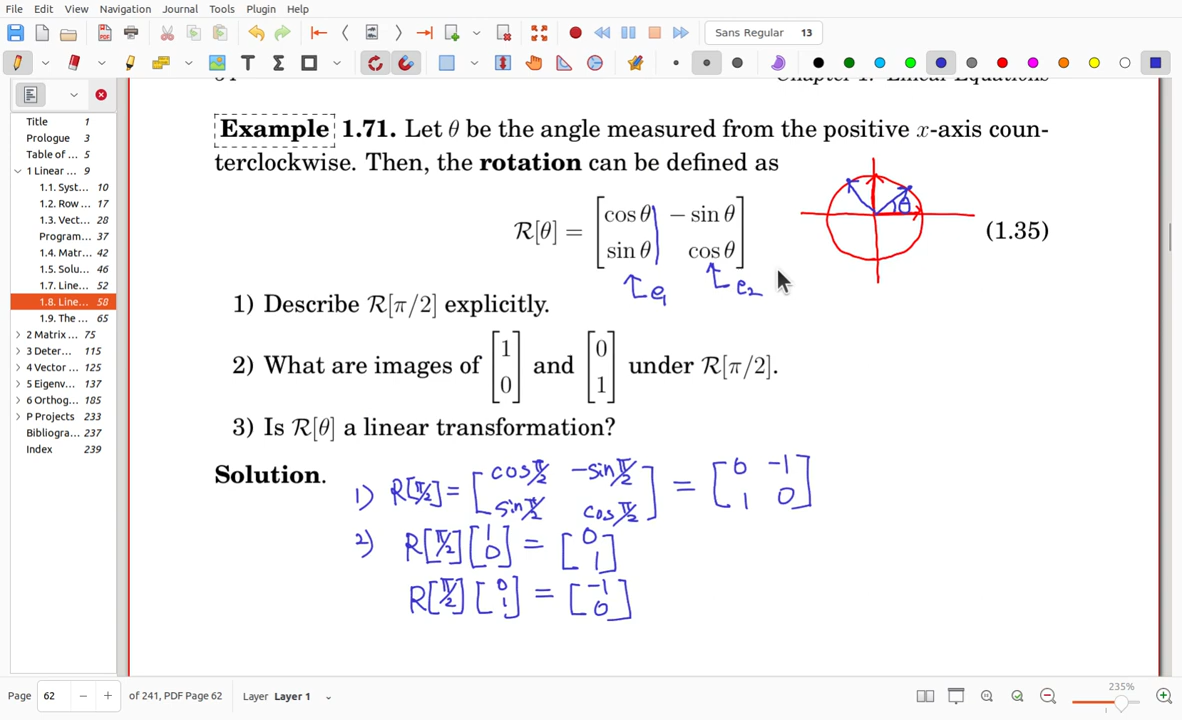 File Edit View Navigation Journal Tools Plugin Help
Sans Regular 13
Title 1
Prologue 3
Table of ... 5
1 Linear ... 9
1.1. Syst... 10
1.2. Row ... 17
1.3. Vect... 28
Program... 37
1.4. Matr... 42
1.5. Solu... 46
1.7. Line... 52
1.8. Line... 58
1.9. The ... 65
2 Matrix ... 75
3 Deter... 115
4 Vector ... 125
5 Eigenv... 137
6 Orthog... 185
P Projects 233
Bibliogra... 237
Index 239
Example 1.71. Let θ be the angle measured from the positive x-axis coun-
terclockwise. Then, the rotation can be defined as
R[θ] = [cos θ − sin θ
sin θ cos θ] (1.35)
θ
e1 e2
1) Describe R[π/2] explicitly.
2) What are images of [1 0] and [0 1] under R[π/2].
3) Is R[θ] a linear transformation?
Solution.
1) R[π/2] = [cos π/2 −sin π/2
sin π/2 cos π/2] = [0 −1
1 0]
2) R[π/2] [1 0] = [0 1]
R[π/2] [0 1] = [−1 0]
Page 62 − + of 241, PDF Page 62 Layer Layer 1 235%